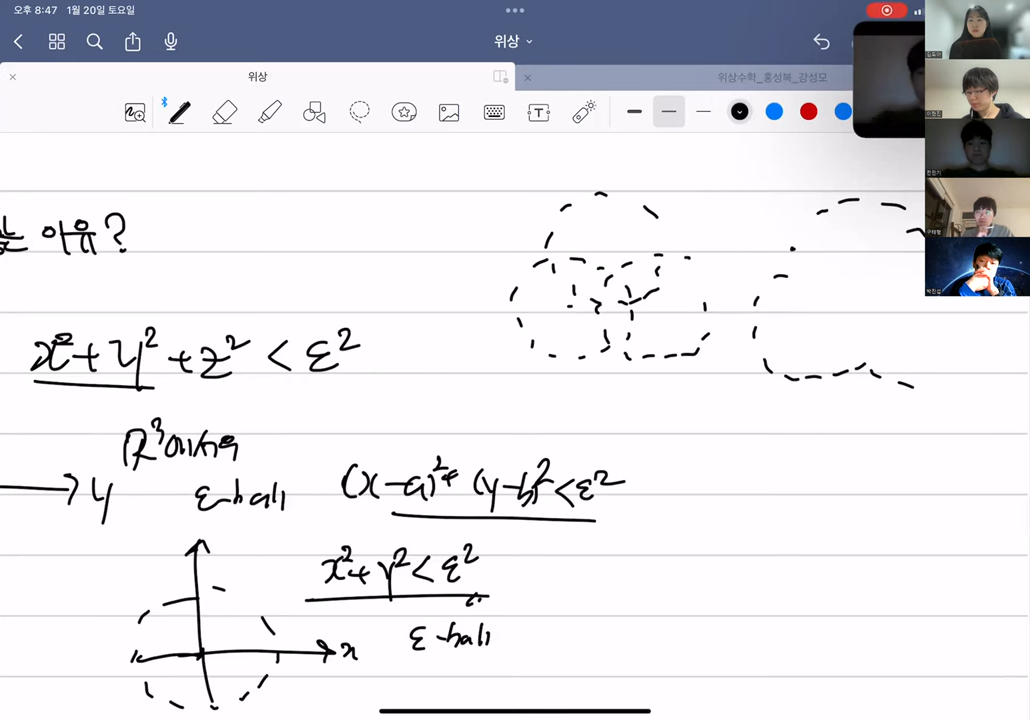 오후 8:47 1월 20일 토요일
위상
위상
위상수학_홍성복_강성모
는 이유?
x²+y²+z² < ε²
R³에서의
→ y ε-ball (x-a)²+(y-b)²<ε²
x²+y²<ε²
x ε-ball